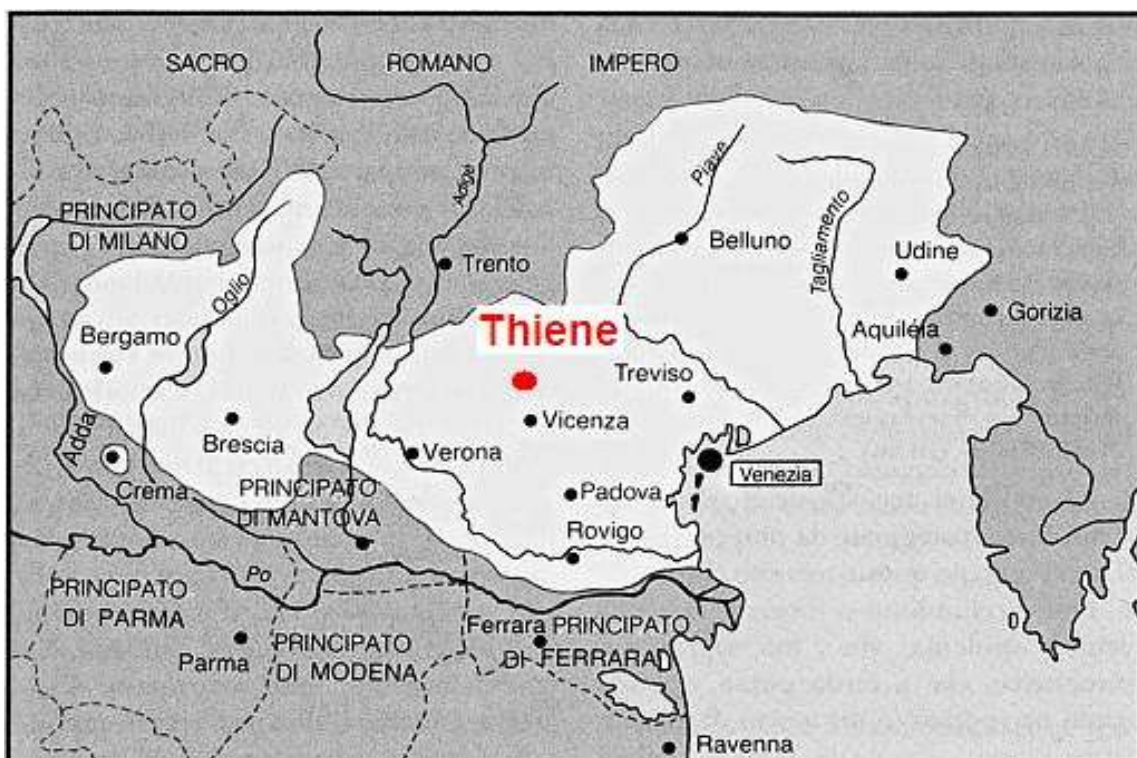 SACRO ROMANO IMPERO
Piave
Adige
PRINCIPATO
DI MILANO
Tagliamento
Belluno
Udine
Trento
Oglio
Gorizia
Thiene
Bergamo
Aquiléia
Treviso
Adda
Vicenza
Brescia
Verona
Venezia
Crema
PRINCIPATO
DI MANTOVA
Padova
Rovigo
Po
PRINCIPATO
DI PARMA
Ferrara
PRINCIPATO
DI FERRARA
Parma
PRINCIPATO
DI MODENA
Ravenna